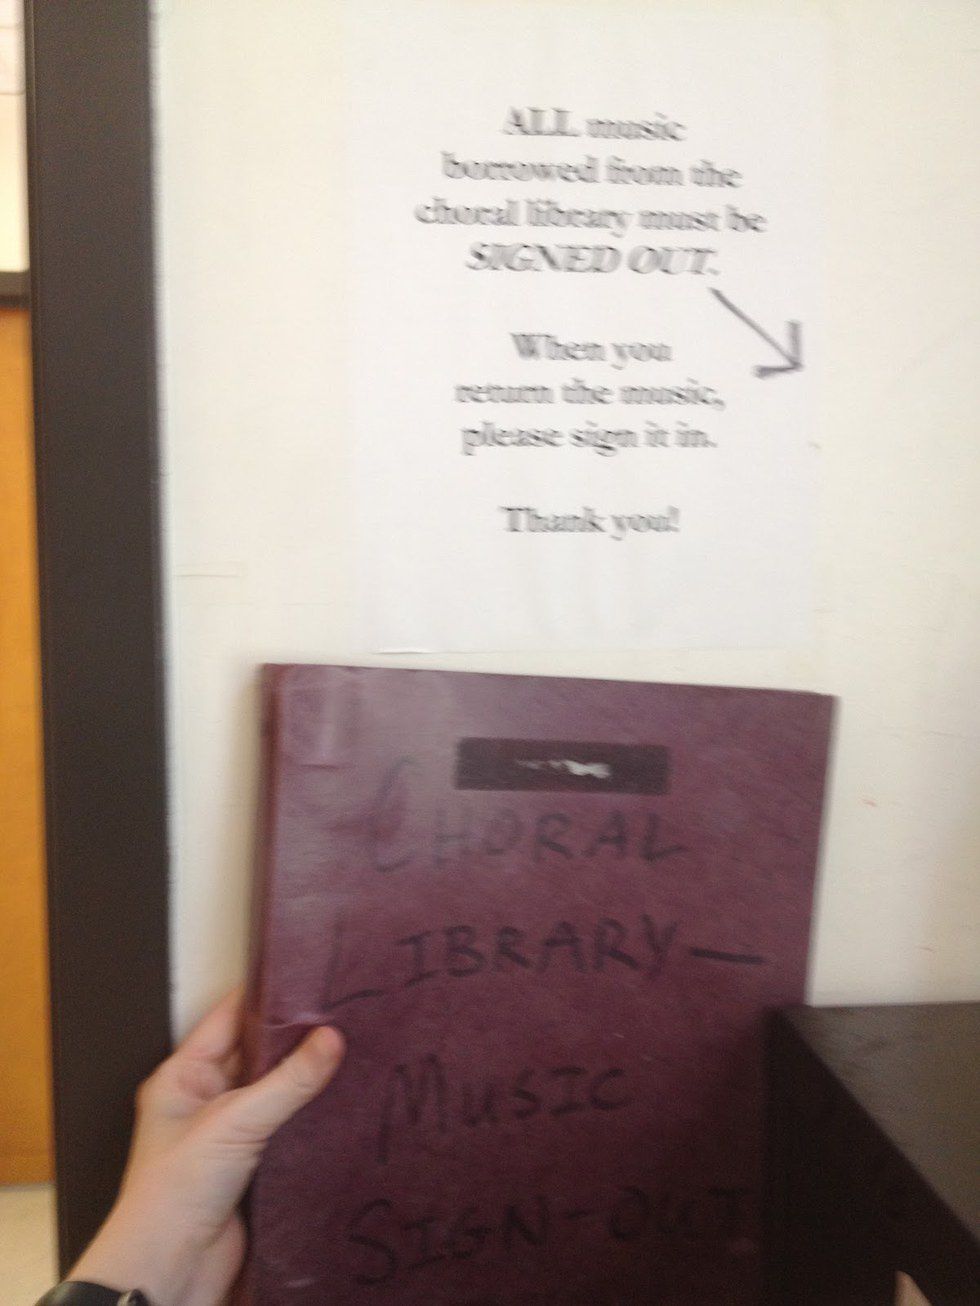 ALL music
borrowed from the
choral library must be
SIGNED OUT.
When you
return the music,
please sign it in.
Thank you!
CHORAL
LIBRARY—
MUSIC
SIGN-OUT